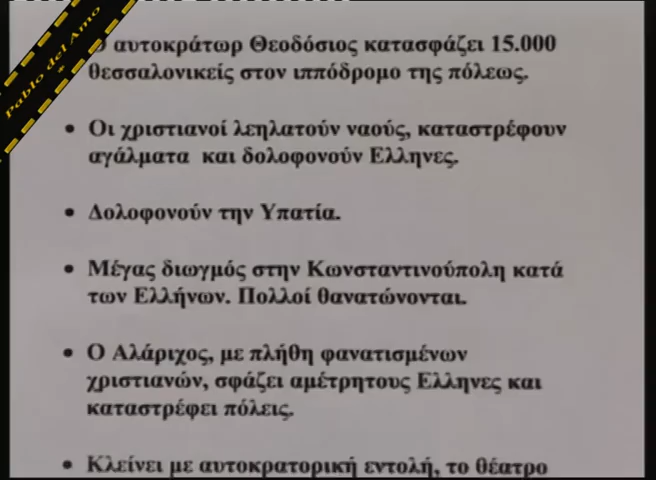 Pablo del Amo
Ο αυτοκράτωρ Θεοδόσιος κατασφάζει 15.000
θεσσαλονικείς στον ιππόδρομο της πόλεως.
• Οι χριστιανοί λεηλατούν ναούς, καταστρέφουν
αγάλματα και δολοφονούν Ελληνες.
• Δολοφονούν την Υπατία.
• Μέγας διωγμός στην Κωνσταντινούπολη κατά
των Ελλήνων. Πολλοί θανατώνονται.
• Ο Αλάριχος, με πλήθη φανατισμένων
χριστιανών, σφάζει αμέτρητους Ελληνες και
καταστρέφει πόλεις.
• Κλείνει με αυτοκρατορική εντολή, το θέατρο